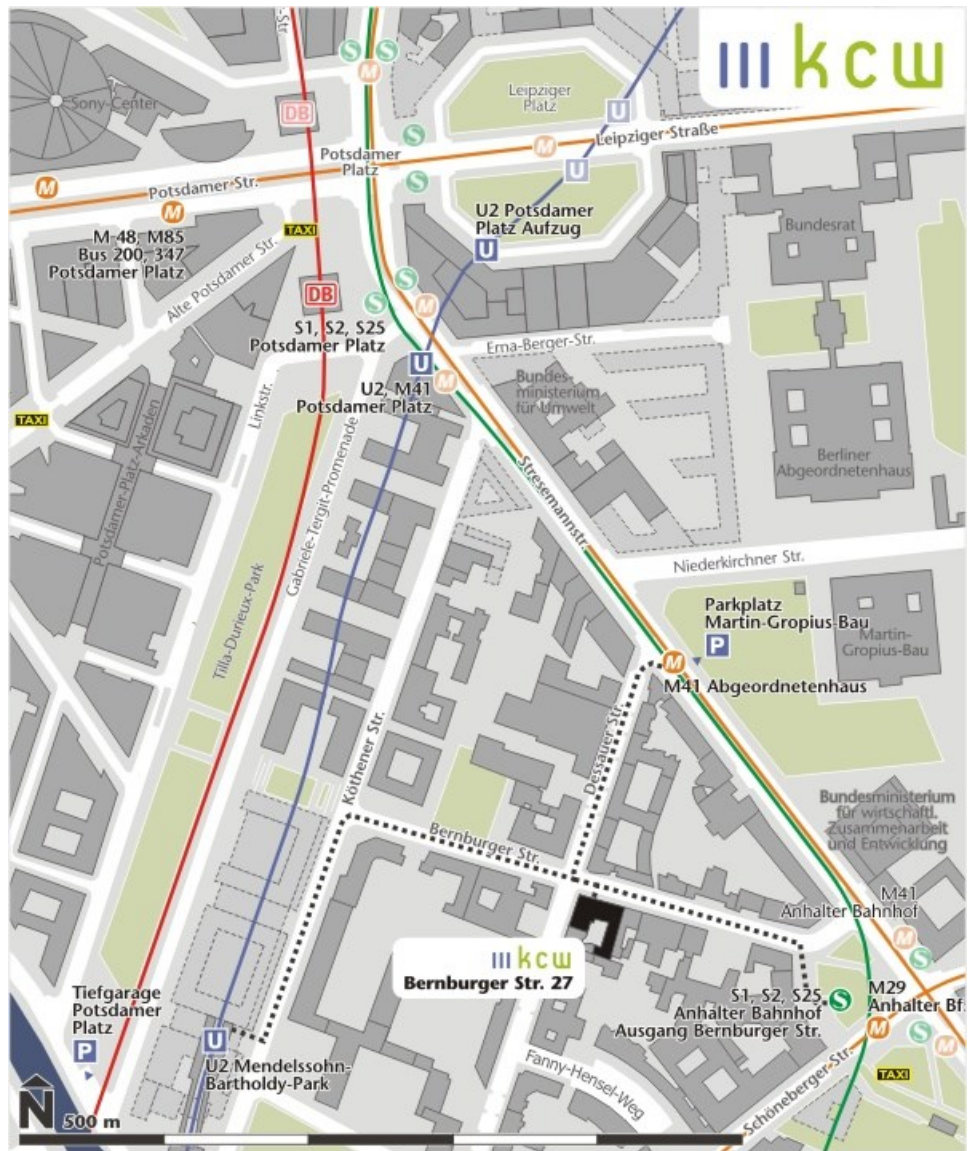 kcw
Sony-Center
DB
S
S
M
Leipziger
Platz
U
Leipziger Straße
M
S
Potsdamer
Platz
U
M
Potsdamer Str.
S
M
U2 Potsdamer
Platz Aufzug
Bundesrat
M-48, M85
Bus 200, 347
Potsdamer Platz
TAXI
U
Alte Potsdamer Str.
DB
S
S
M
S1, S2, S25
Potsdamer Platz
Erna-Berger-Str.
U
M
U2, M41
Potsdamer Platz
Bundes-
ministerium
für Umwelt
Linkstr.
TAXI
Potsdamer-Platz-Arkaden
Gabriele-Tergit-Promenade
Stresemannstr.
Berliner
Abgeordnetenhaus
Niederkirchner Str.
Tilla-Durieux-Park
Parkplatz
Martin-Gropius-Bau
P
Martin-
Gropius-Bau
M
M41 Abgeordnetenhaus
Köthener Str.
Dessauer Str.
Bernburger Str.
Bundesministerium
für wirtschaftl.
Zusammenarbeit
und Entwicklung
M41
Anhalter Bahnhof
M
S
kcw
Bernburger Str. 27
S1, S2, S25
Anhalter Bahnhof
Ausgang Bernburger Str.
S
M29
Anhalter Bf.
M
S
M
Tiefgarage
Potsdamer
Platz
P
U
U2 Mendelssohn-
Bartholdy-Park
Fanny-Hensel-Weg
Schöneberger Str.
TAXI
N
500 m